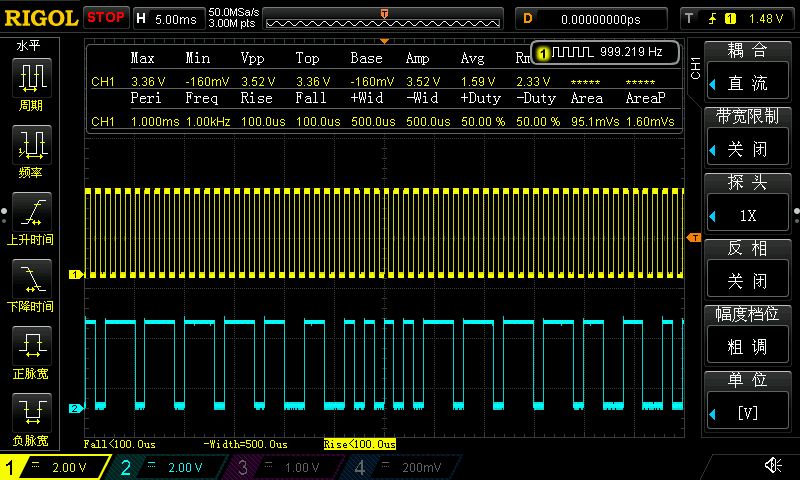 RIGOL STOP H 5.00ms 50.0MSa/s 3.00M pts D 0.00000000ps T 1 1.48 V
水平
周期
频率
上升时间
下降时间
正脉宽
负脉宽
1 999.219 Hz
Max Min Vpp Top Base Amp Avg
CH1 3.36 V -160mV 3.52 V 3.36 V -160mV 3.52 V 1.59 V 2.33 V ***** *****
Peri Freq Rise Fall +Wid -Wid +Duty -Duty Area AreaP
CH1 1.000ms 1.00kHz 100.0us 100.0us 500.0us 500.0us 50.00 % 50.00 % 95.1mVs 1.60mVs
T
1
2
Fall<100.0us -Width=500.0us Rise<100.0us
CH1
耦合
直流
带宽限制
关闭
探头
1X
反相
关闭
幅度档位
粗调
单位
[V]
1 = 2.00 V 2 = 2.00 V 3 = 1.00 V 4 = 200mV